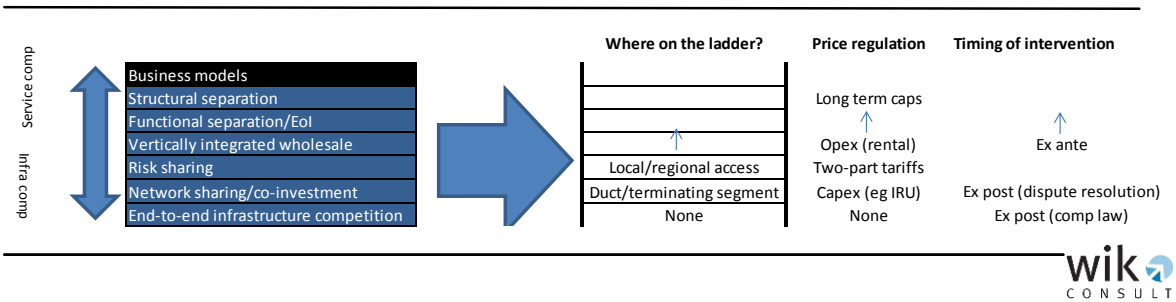 Where on the ladder? Price regulation Timing of intervention
Service comp
Infra comp
Business models
Structural separation Long term caps
Functional separation/EoI
Vertically integrated wholesale Opex (rental) Ex ante
Risk sharing Local/regional access Two-part tariffs
Network sharing/co-investment Duct/terminating segment Capex (eg IRU) Ex post (dispute resolution)
End-to-end infrastructure competition None None Ex post (comp law)
wik
CONSULT